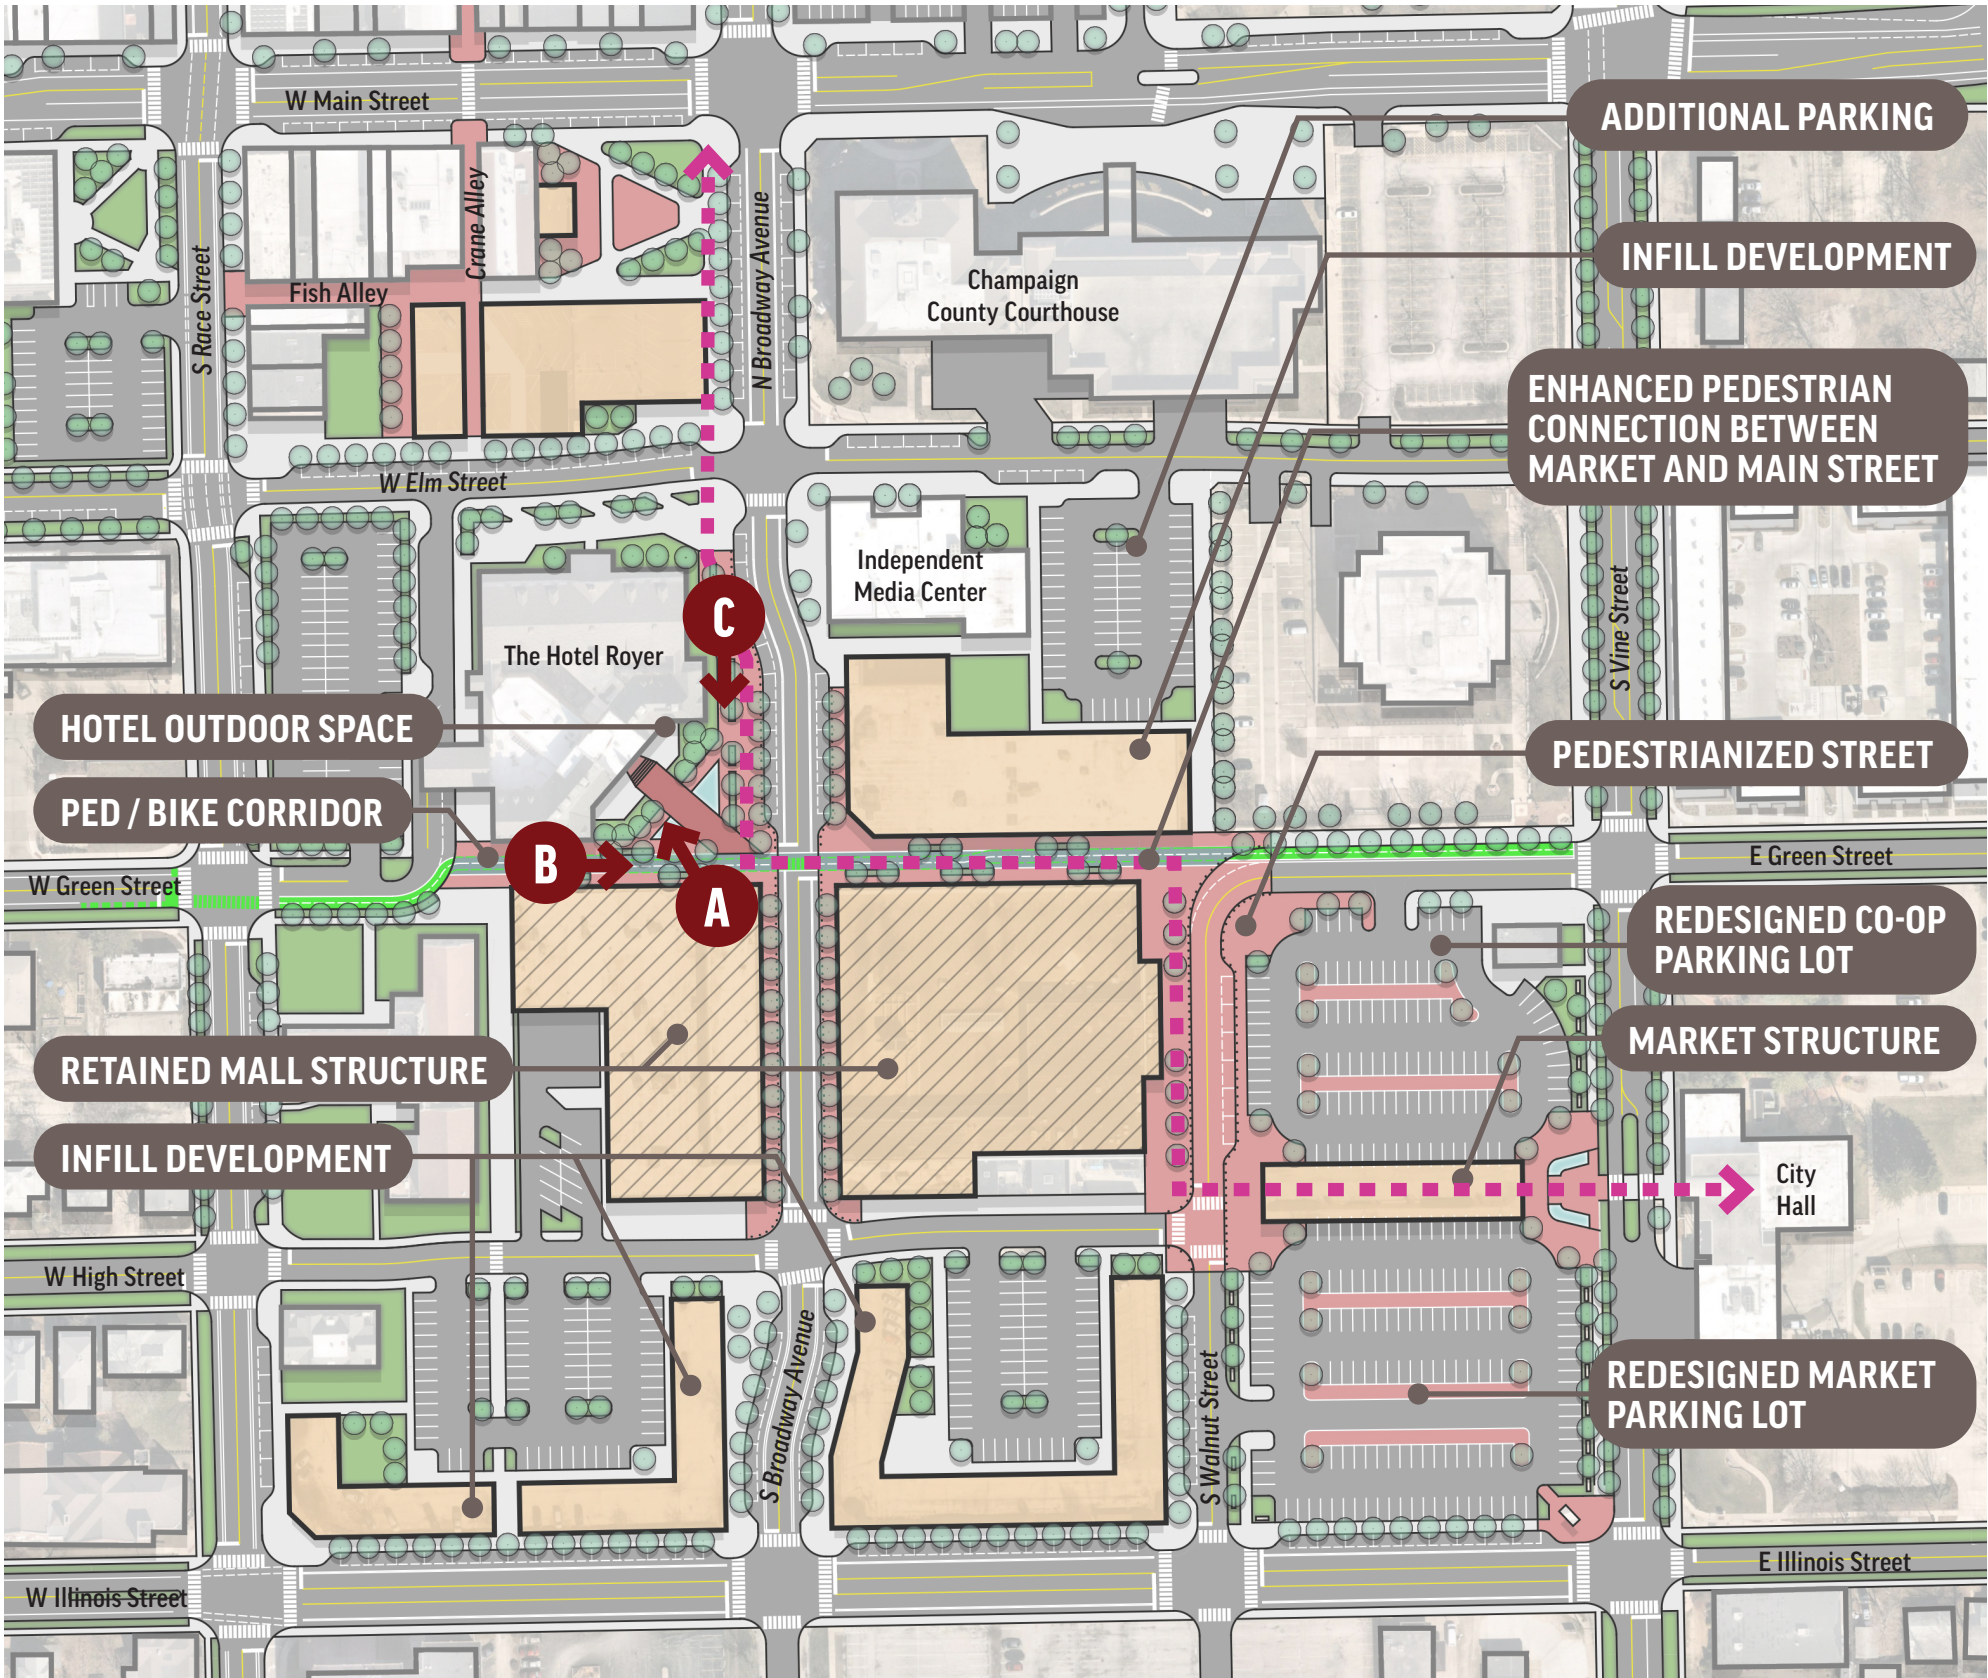 W Main Street
ADDITIONAL PARKING
Crane Alley
N Broadway Avenue
INFILL DEVELOPMENT
S Race Street
Fish Alley
Champaign
County Courthouse
ENHANCED PEDESTRIAN
CONNECTION BETWEEN
MARKET AND MAIN STREET
W Elm Street
Independent
Media Center
C
S Vine Street
The Hotel Royer
HOTEL OUTDOOR SPACE
PEDESTRIANIZED STREET
PED / BIKE CORRIDOR
B
E Green Street
W Green Street
A
REDESIGNED CO-OP
PARKING LOT
MARKET STRUCTURE
RETAINED MALL STRUCTURE
INFILL DEVELOPMENT
City
Hall
W High Street
S Broadway Avenue
S Walnut Street
REDESIGNED MARKET
PARKING LOT
E Illinois Street
W Illinois Street